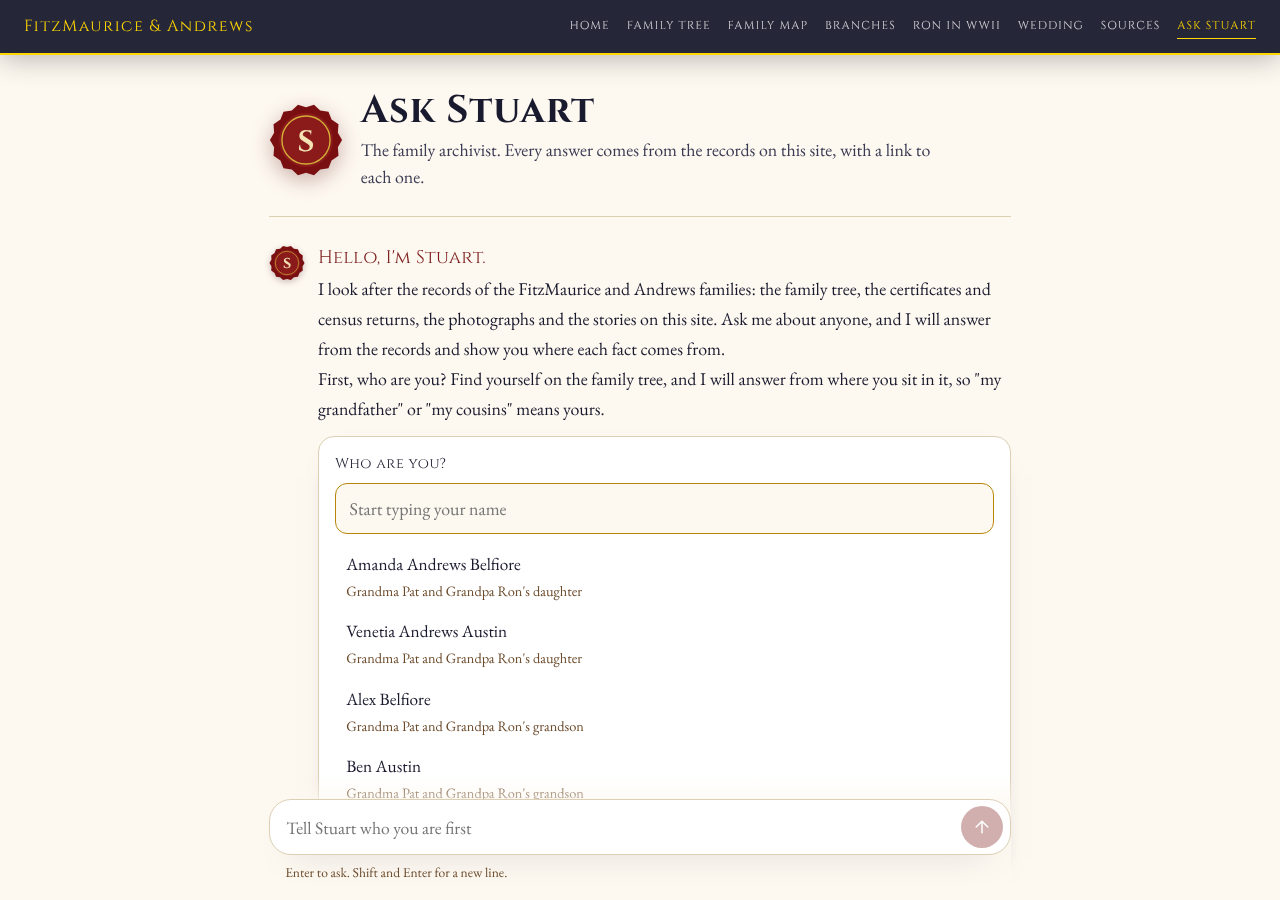 FitzMaurice & Andrews
HOME FAMILY TREE FAMILY MAP BRANCHES RON IN WWII WEDDING SOURCES ASK STUART
S
Ask Stuart
The family archivist. Every answer comes from the records on this site, with a link to
each one.
S
Hello, I'm Stuart.
I look after the records of the FitzMaurice and Andrews families: the family tree, the certificates and
census returns, the photographs and the stories on this site. Ask me about anyone, and I will answer
from the records and show you where each fact comes from.
First, who are you? Find yourself on the family tree, and I will answer from where you sit in it, so "my
grandfather" or "my cousins" means yours.
Who are you?
Start typing your name
Amanda Andrews Belfiore
Grandma Pat and Grandpa Ron's daughter
Venetia Andrews Austin
Grandma Pat and Grandpa Ron's daughter
Alex Belfiore
Grandma Pat and Grandpa Ron's grandson
Ben Austin
Grandma Pat and Grandpa Ron's grandson
Tell Stuart who you are first
Enter to ask. Shift and Enter for a new line.